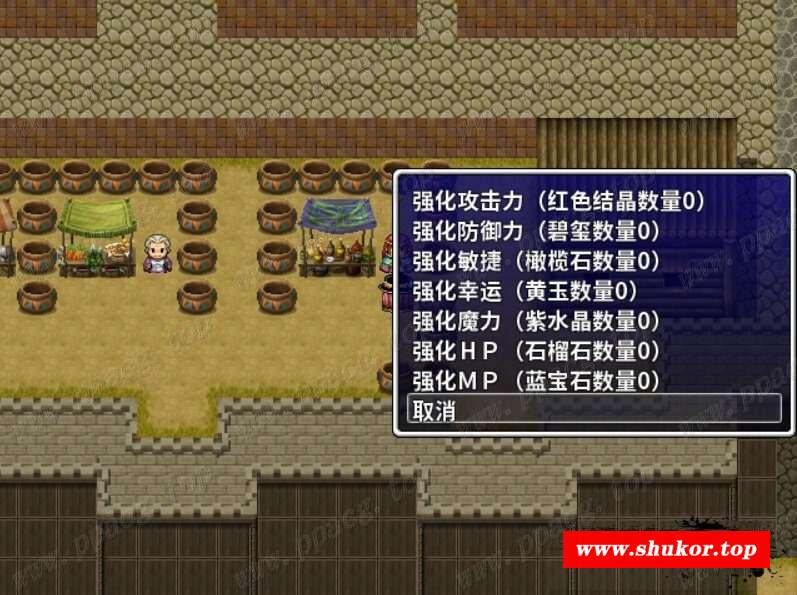 强化攻击力（红色结晶数量0）
强化防御力（碧玺数量0）
强化敏捷（橄榄石数量0）
强化幸运（黄玉数量0）
强化魔力（紫水晶数量0）
强化ＨＰ（石榴石数量0）
强化ＭＰ（蓝宝石数量0）
取消
www.shukor.top